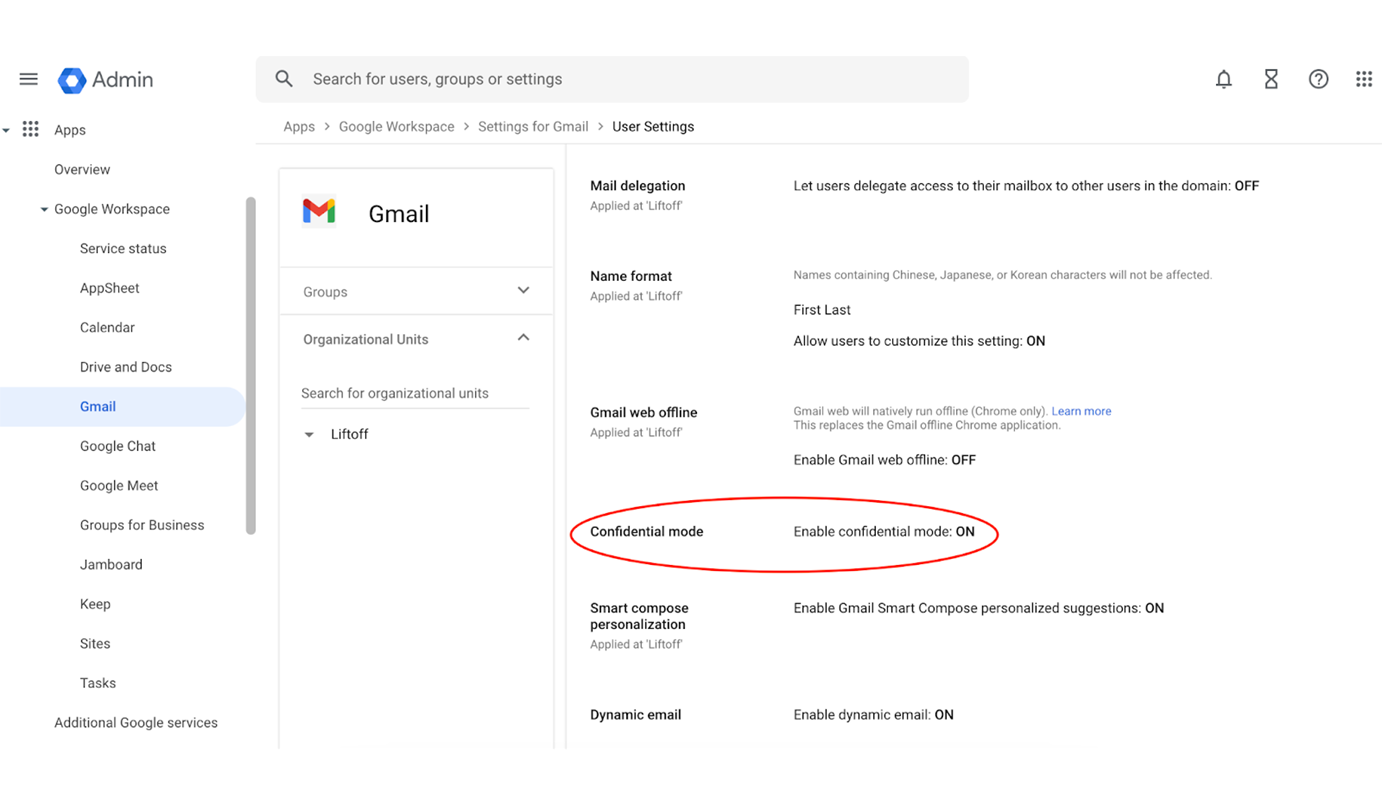 Admin
Search for users, groups or settings
Apps
Overview
Google Workspace
Service status
AppSheet
Calendar
Drive and Docs
Gmail
Google Chat
Google Meet
Groups for Business
Jamboard
Keep
Sites
Tasks
Additional Google services
Apps > Google Workspace > Settings for Gmail > User Settings
Gmail
Groups
Organizational Units
Search for organizational units
Liftoff
Mail delegation
Applied at 'Liftoff'
Let users delegate access to their mailbox to other users in the domain: OFF
Name format
Applied at 'Liftoff'
Names containing Chinese, Japanese, or Korean characters will not be affected.
First Last
Allow users to customize this setting: ON
Gmail web offline
Applied at 'Liftoff'
Gmail web will natively run offline (Chrome only). Learn more
This replaces the Gmail offline Chrome application.
Enable Gmail web offline: OFF
Confidential mode
Enable confidential mode: ON
Smart compose
personalization
Applied at 'Liftoff'
Enable Gmail Smart Compose personalized suggestions: ON
Dynamic email
Enable dynamic email: ON